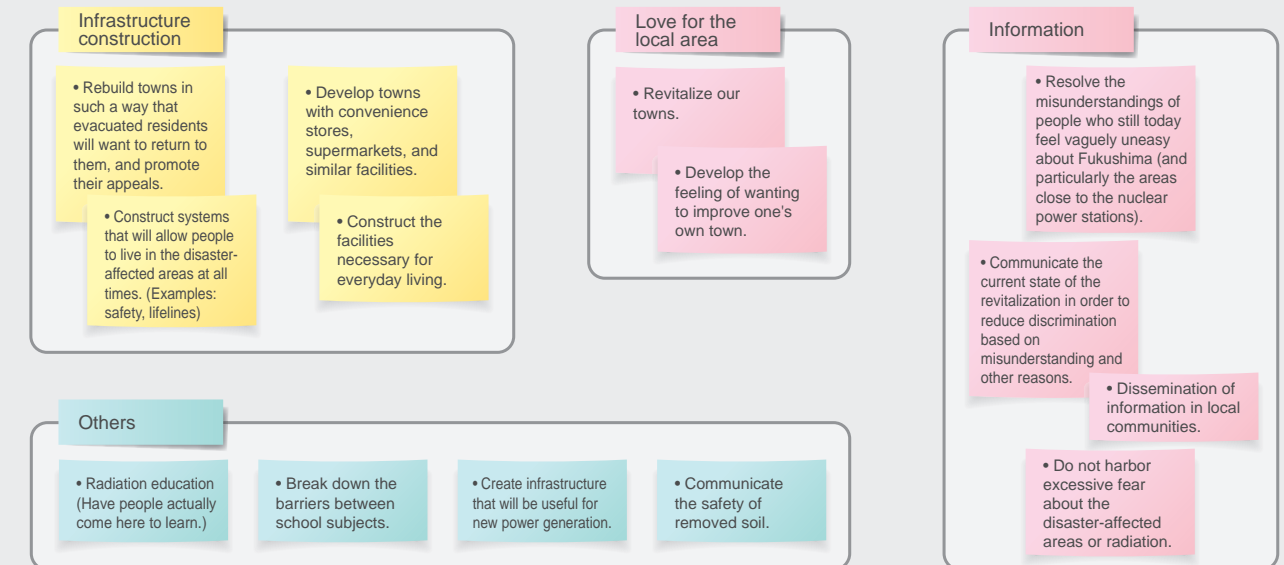 Infrastructure
construction
• Rebuild towns in
such a way that
evacuated residents
will want to return to
them, and promote
their appeals.
• Construct systems
that will allow people
to live in the disaster-
affected areas at all
times. (Examples:
safety, lifelines)
• Develop towns
with convenience
stores,
supermarkets, and
similar facilities.
• Construct the
facilities
necessary for
everyday living.
Love for the
local area
• Revitalize our
towns.
• Develop the
feeling of wanting
to improve one's
own town.
Information
• Resolve the
misunderstandings of
people who still today
feel vaguely uneasy
about Fukushima (and
particularly the areas
close to the nuclear
power stations).
• Communicate the
current state of the
revitalization in order to
reduce discrimination
based on
misunderstanding and
other reasons.
• Dissemination of
information in local
communities.
• Do not harbor
excessive fear
about the
disaster-affected
areas or radiation.
Others
• Radiation education
(Have people actually
come here to learn.)
• Break down the
barriers between
school subjects.
• Create infrastructure
that will be useful for
new power generation.
• Communicate
the safety of
removed soil.